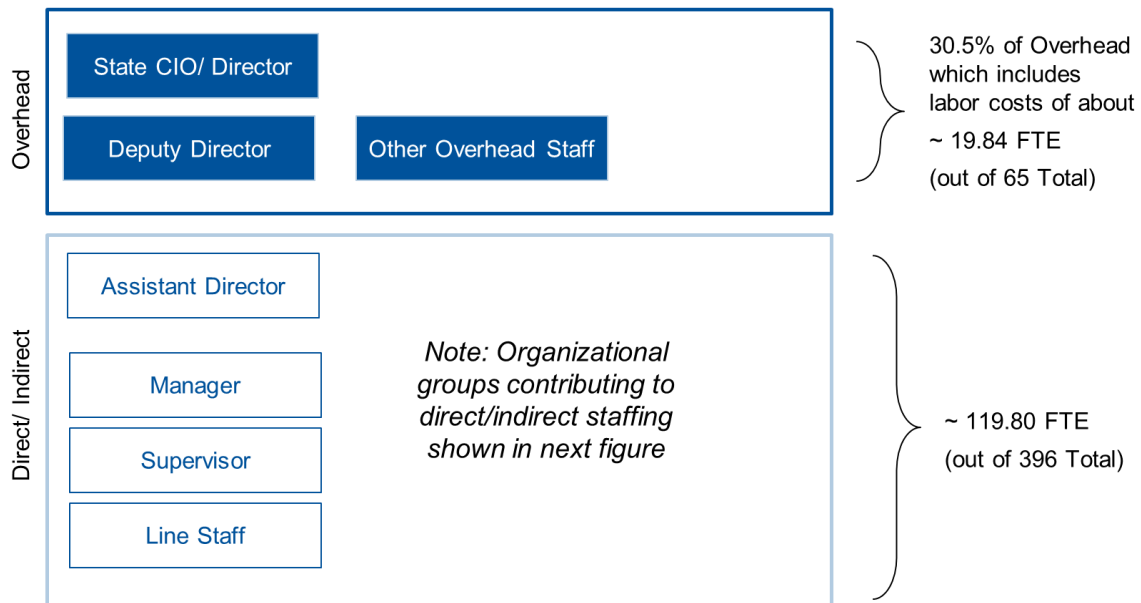 Overhead
State CIO/ Director
Deputy Director
Other Overhead Staff
30.5% of Overhead
which includes
labor costs of about
~ 19.84 FTE
(out of 65 Total)
Direct/ Indirect
Assistant Director
Manager
Supervisor
Line Staff
Note: Organizational
groups contributing to
direct/indirect staffing
shown in next figure
~ 119.80 FTE
(out of 396 Total)